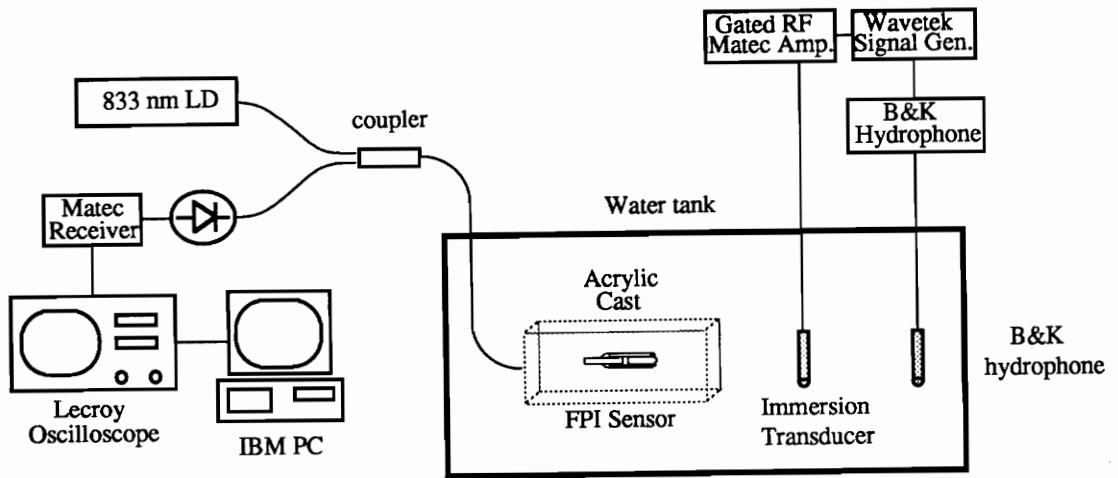 Gated RF
Matec Amp.
Wavetek
Signal Gen.
833 nm LD
coupler
B&K
Hydrophone
Matec
Receiver
Water tank
Acrylic
Cast
B&K
hydrophone
FPI Sensor
Immersion
Transducer
Lecroy
Oscilloscope
IBM PC